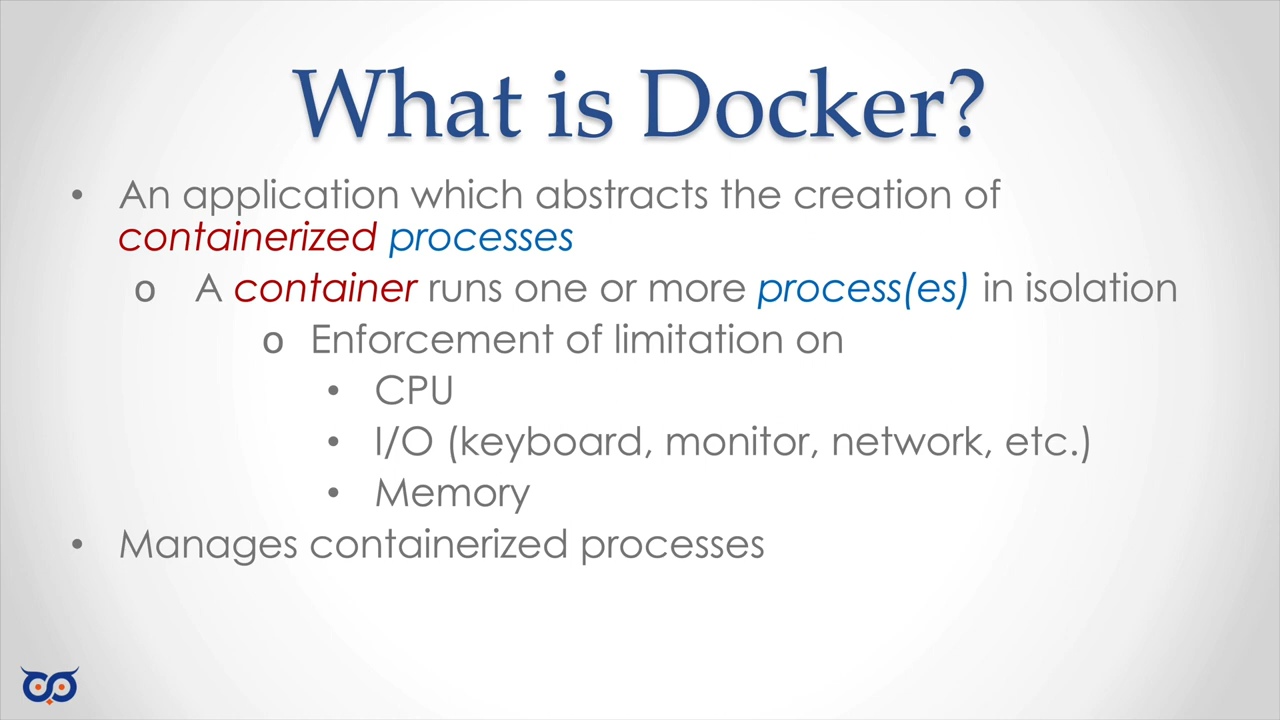 What is Docker?
• An application which abstracts the creation of
containerized processes
o A container runs one or more process(es) in isolation
o Enforcement of limitation on
• CPU
• I/O (keyboard, monitor, network, etc.)
• Memory
• Manages containerized processes